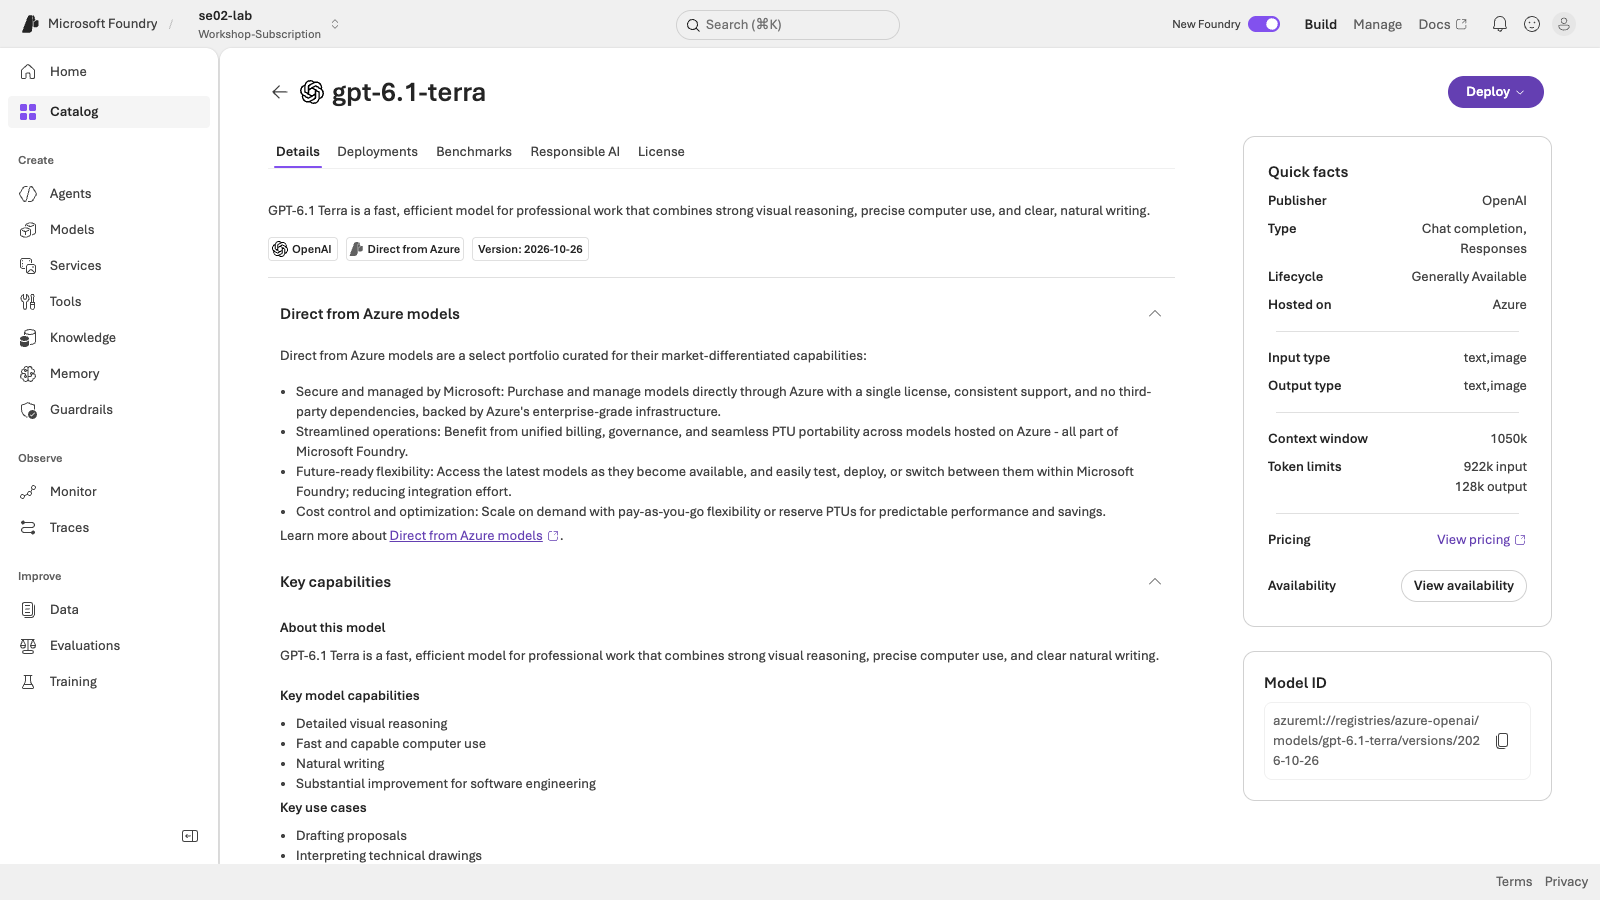 Microsoft Foundry / se02-lab
Workshop-Subscription
Search (⌘K)
New Foundry
Build
Manage
Docs
Home
Catalog
Create
Agents
Models
Services
Tools
Knowledge
Memory
Guardrails
Observe
Monitor
Traces
Improve
Data
Evaluations
Training
gpt-6.1-terra
Deploy
Details
Deployments
Benchmarks
Responsible AI
License
GPT-6.1 Terra is a fast, efficient model for professional work that combines strong visual reasoning, precise computer use, and clear, natural writing.
OpenAI
Direct from Azure
Version: 2026-10-26
Direct from Azure models
Direct from Azure models are a select portfolio curated for their market-differentiated capabilities:
• Secure and managed by Microsoft: Purchase and manage models directly through Azure with a single license, consistent support, and no third-
party dependencies, backed by Azure's enterprise-grade infrastructure.
• Streamlined operations: Benefit from unified billing, governance, and seamless PTU portability across models hosted on Azure - all part of
Microsoft Foundry.
• Future-ready flexibility: Access the latest models as they become available, and easily test, deploy, or switch between them within Microsoft
Foundry; reducing integration effort.
• Cost control and optimization: Scale on demand with pay-as-you-go flexibility or reserve PTUs for predictable performance and savings.
Learn more about Direct from Azure models .
Key capabilities
About this model
GPT-6.1 Terra is a fast, efficient model for professional work that combines strong visual reasoning, precise computer use, and clear natural writing.
Key model capabilities
• Detailed visual reasoning
• Fast and capable computer use
• Natural writing
• Substantial improvement for software engineering
Key use cases
• Drafting proposals
• Interpreting technical drawings
Quick facts
Publisher OpenAI
Type Chat completion,
Responses
Lifecycle Generally Available
Hosted on Azure
Input type text,image
Output type text,image
Context window 1050k
Token limits 922k input
128k output
Pricing View pricing
Availability View availability
Model ID
azureml://registries/azure-openai/
models/gpt-6.1-terra/versions/202
6-10-26
Terms
Privacy